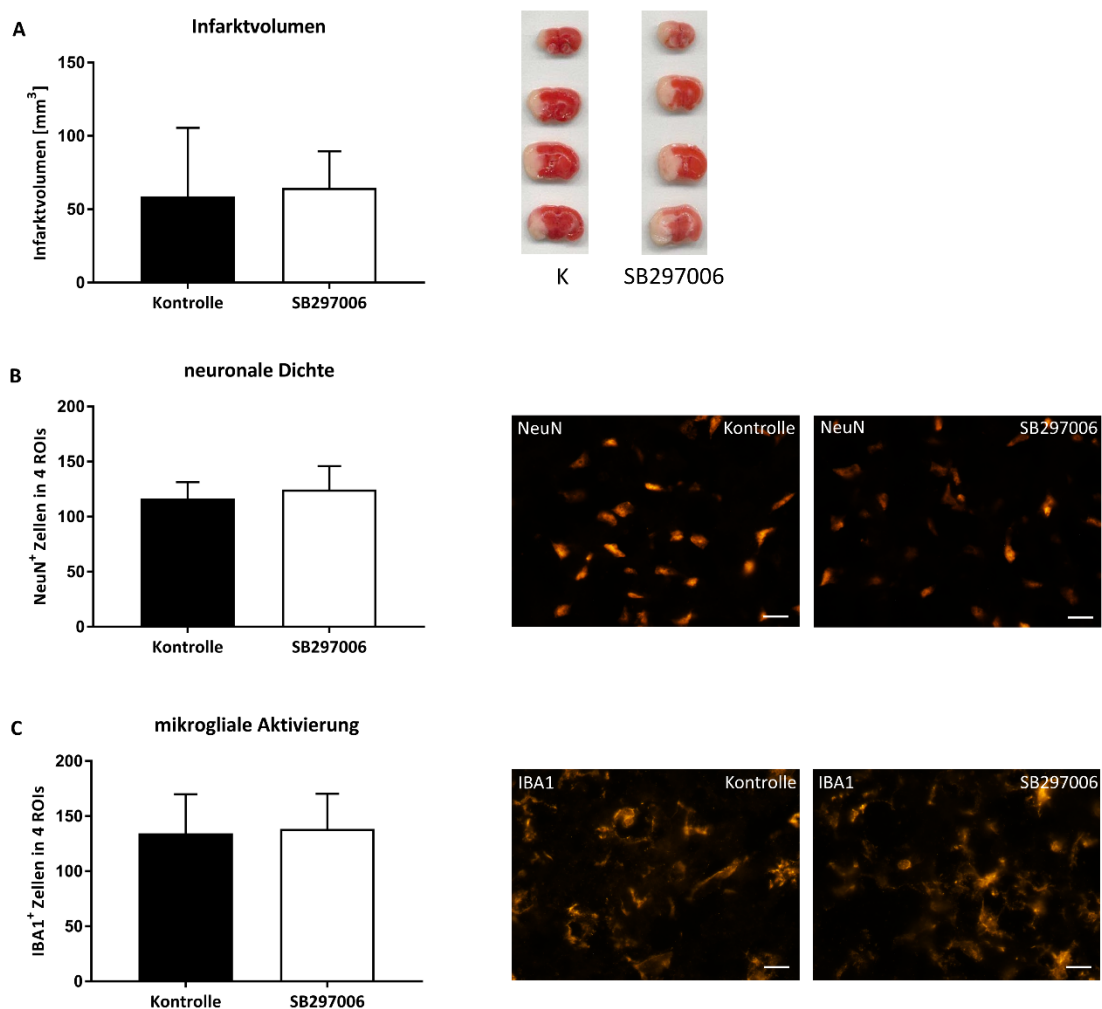 A
Infarktvolumen
Infarktvolumen [mm³]
150
100
50
0
Kontrolle SB297006
K SB297006
B
neuronale Dichte
NeuN⁺ Zellen in 4 ROIs
200
150
100
50
0
Kontrolle SB297006
NeuN Kontrolle
NeuN SB297006
C
mikrogliale Aktivierung
IBA1⁺ Zellen in 4 ROIs
200
150
100
50
0
Kontrolle SB297006
IBA1 Kontrolle
IBA1 SB297006